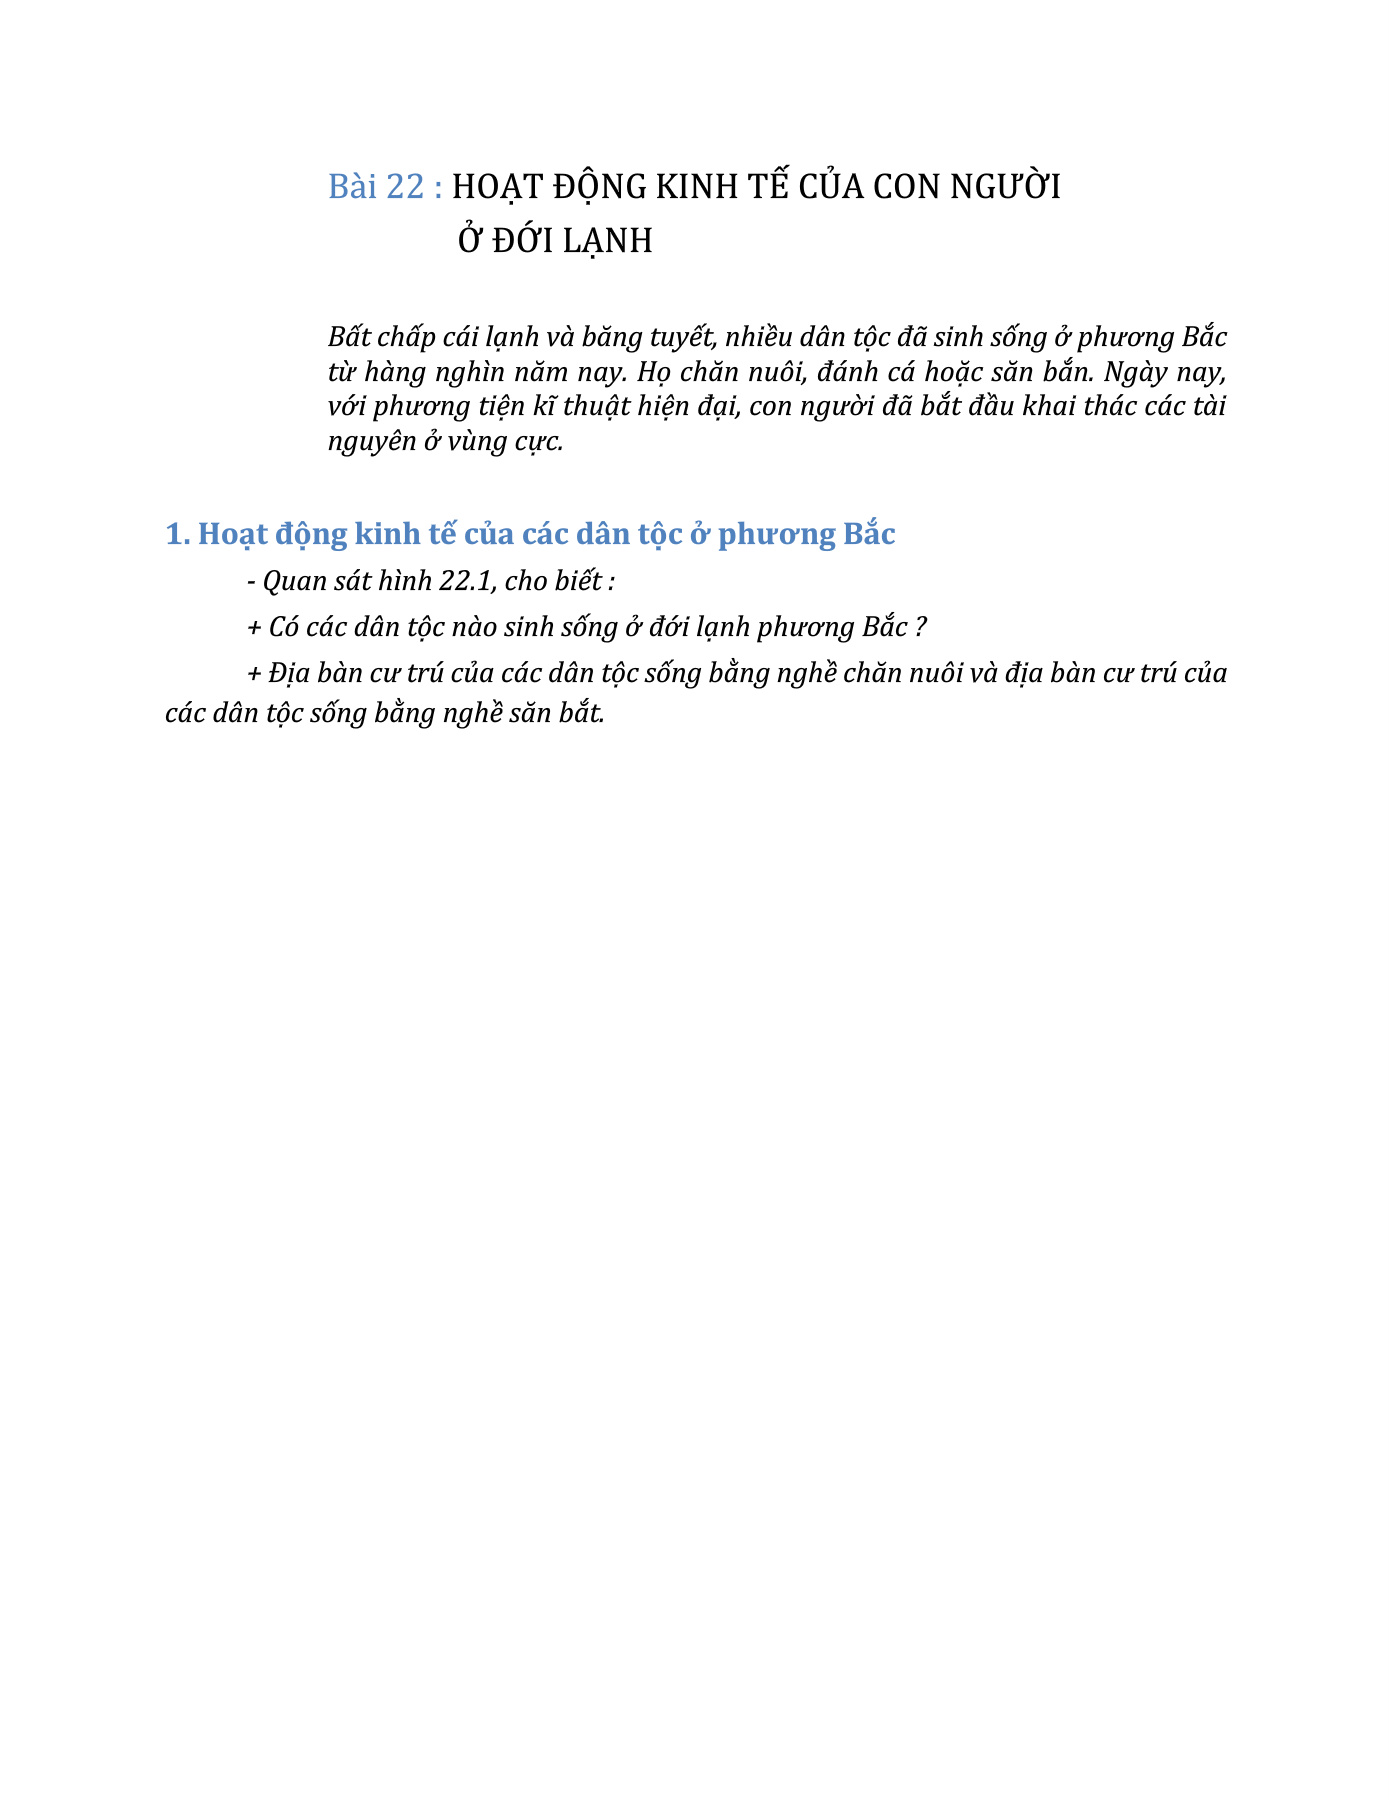 Bài 22 : HOẠT ĐỘNG KINH TẾ CỦA CON NGƯỜI
Ở ĐỚI LẠNH
Bất chấp cái lạnh và băng tuyết, nhiều dân tộc đã sinh sống ở phương Bắc
từ hàng nghìn năm nay. Họ chăn nuôi, đánh cá hoặc săn bắn. Ngày nay,
với phương tiện kĩ thuật hiện đại, con người đã bắt đầu khai thác các tài
nguyên ở vùng cực.
1. Hoạt động kinh tế của các dân tộc ở phương Bắc
- Quan sát hình 22.1, cho biết :
+ Có các dân tộc nào sinh sống ở đới lạnh phương Bắc ?
+ Địa bàn cư trú của các dân tộc sống bằng nghề chăn nuôi và địa bàn cư trú của
các dân tộc sống bằng nghề săn bắt.